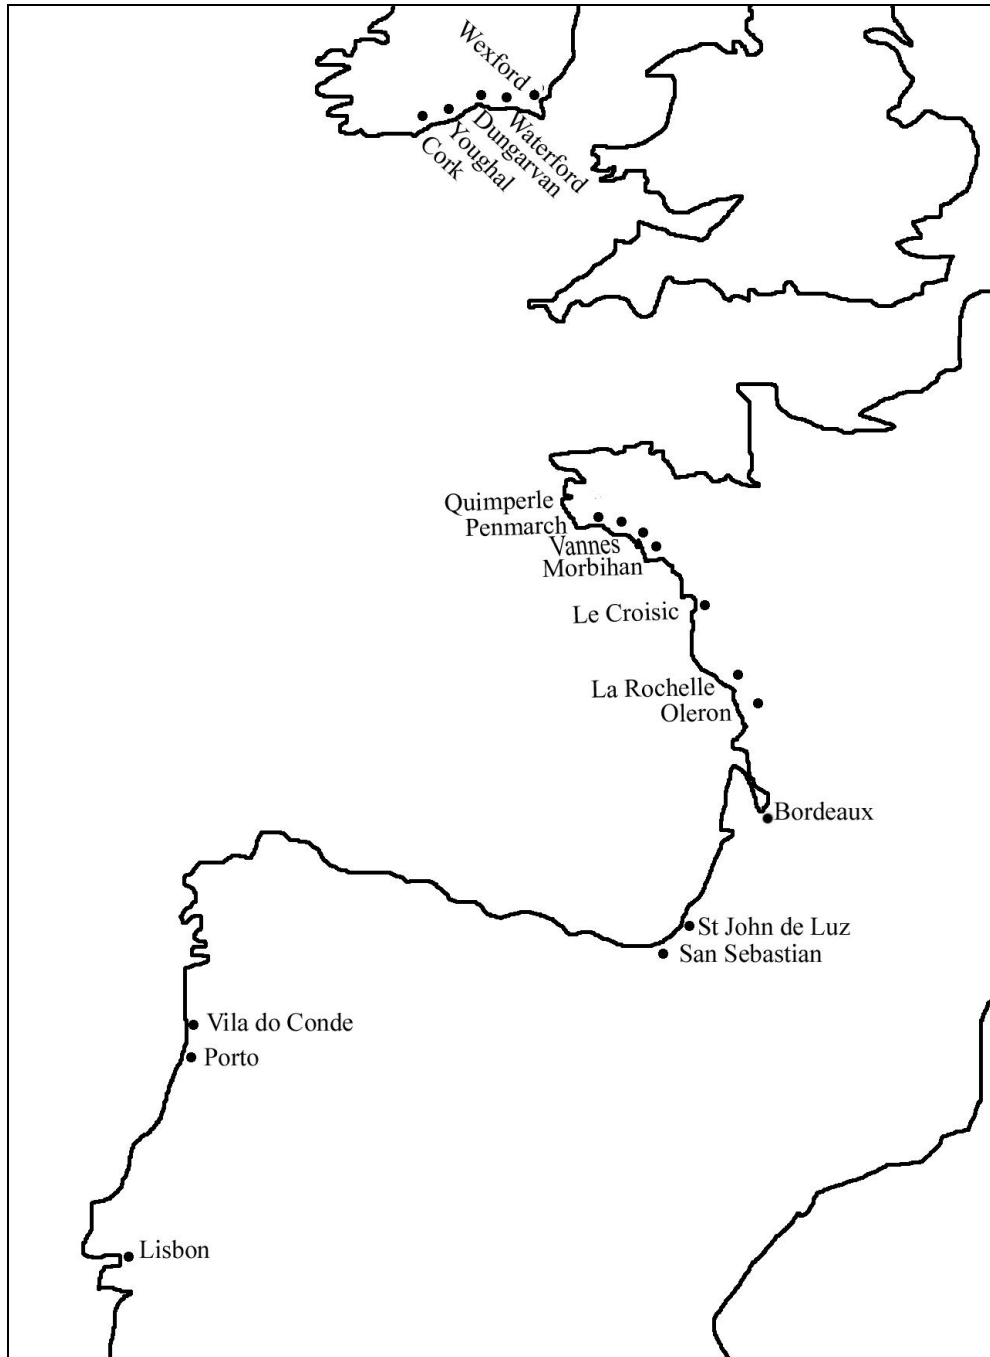 Wexford
Waterford
Dungarvan
Youghal
Cork
Quimperle
Penmarch
Vannes
Morbihan
Le Croisic
La Rochelle
Oleron
Bordeaux
St John de Luz
San Sebastian
Vila do Conde
Porto
Lisbon